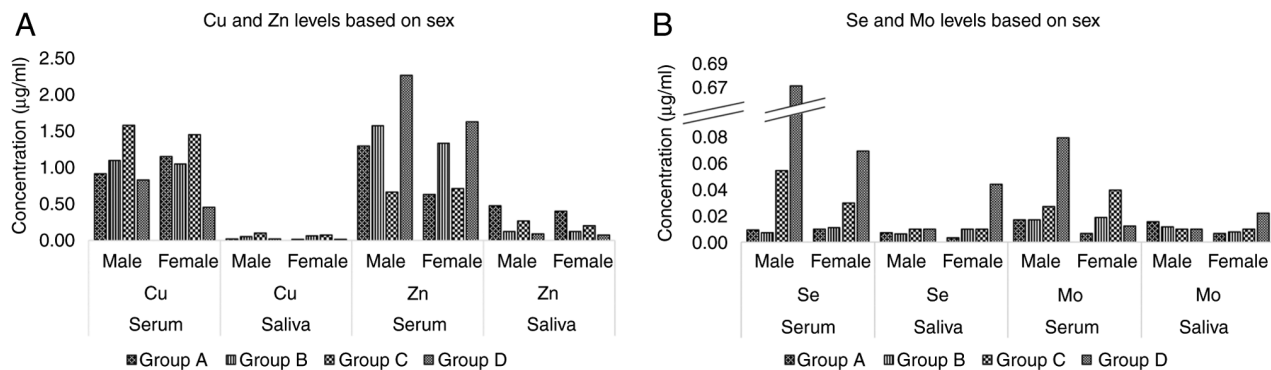 A
Cu and Zn levels based on sex
Concentration (μg/ml)
2.50
2.00
1.50
1.00
0.50
0.00
Male Female Male Female Male Female Male Female
Cu Cu Zn Zn
Serum Saliva Serum Saliva
Group A Group B Group C Group D
B
Se and Mo levels based on sex
Concentration (μg/ml)
0.69
0.67
0.08
0.06
0.04
0.02
0.00
Male Female Male Female Male Female Male Female
Se Se Mo Mo
Serum Saliva Serum Saliva
Group A Group B Group C Group D